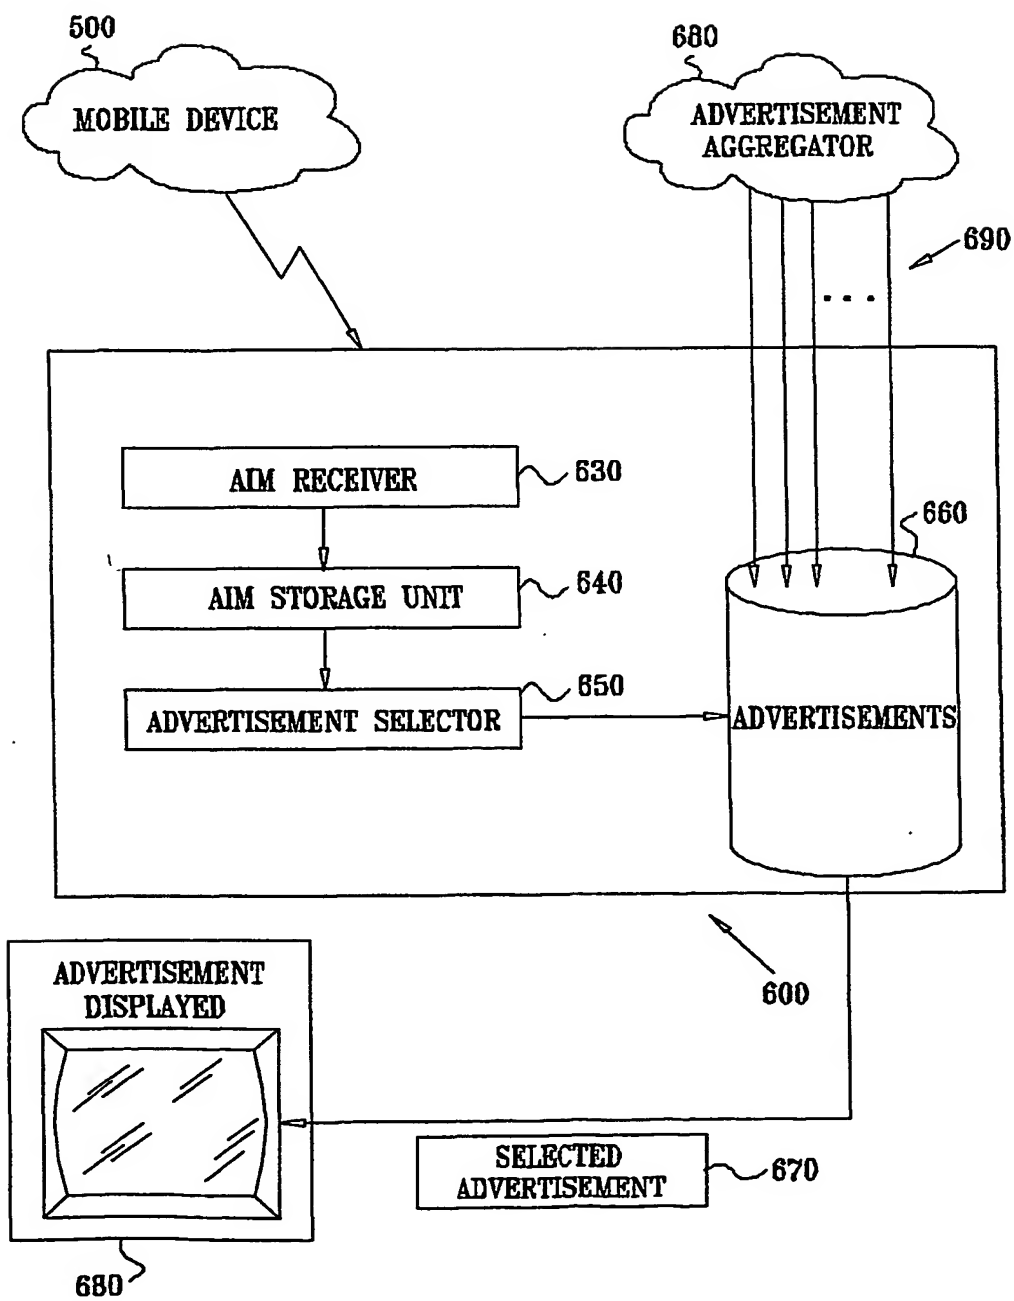 500
MOBILE DEVICE
680
ADVERTISEMENT
AGGREGATOR
690
...
AIM RECEIVER
630
660
AIM STORAGE UNIT
640
650
ADVERTISEMENT SELECTOR
ADVERTISEMENTS
600
ADVERTISEMENT
DISPLAYED
SELECTED
ADVERTISEMENT
670
680